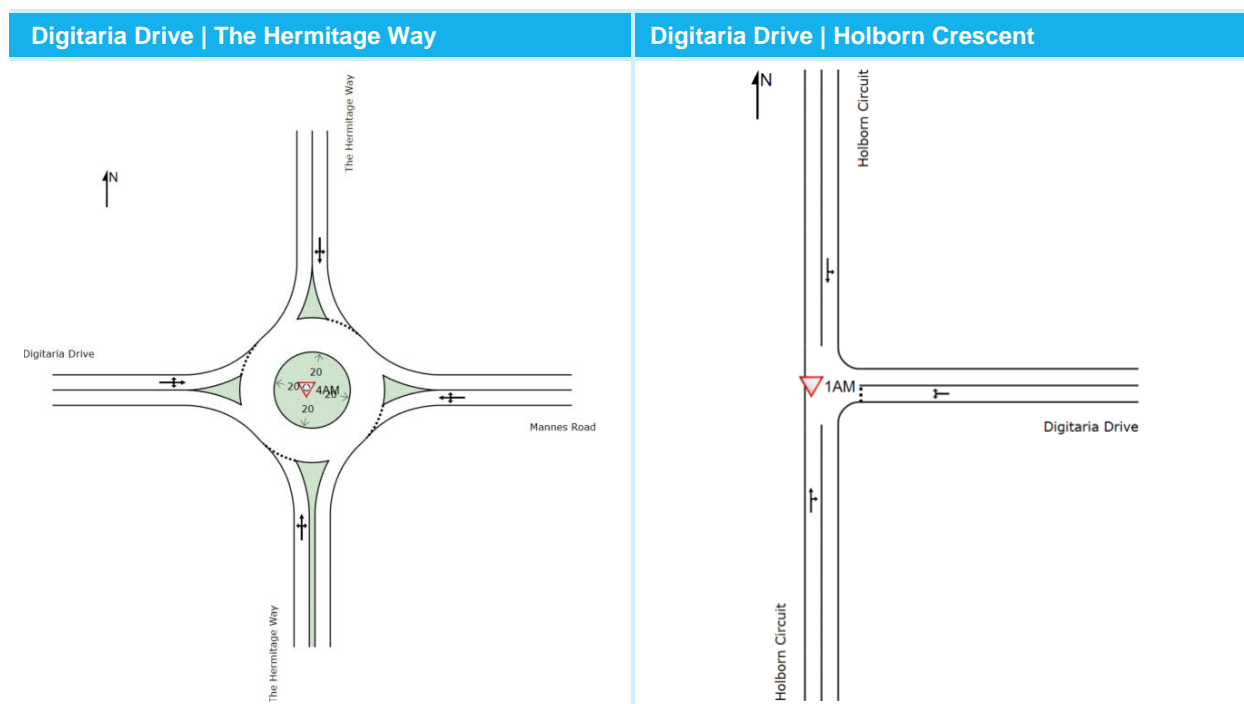 Digitaria Drive | The Hermitage Way
The Hermitage Way
N
Digitaria Drive
20
20
4AM
20
20
Mannes Road
The Hermitage Way
Digitaria Drive | Holborn Crescent
N
Holborn Circuit
1AM
Digitaria Drive
Holborn Circuit